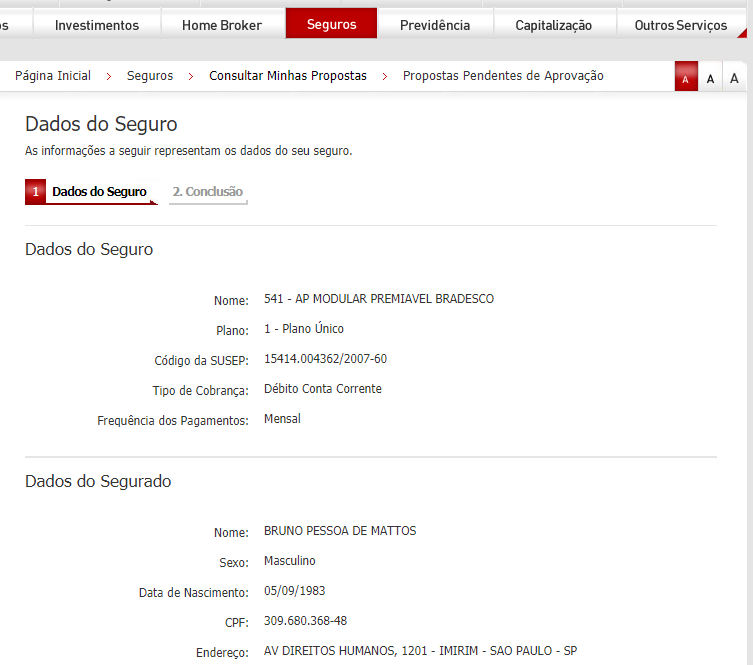 os Investimentos Home Broker Seguros Previdência Capitalização Outros Serviços
Página Inicial > Seguros > Consultar Minhas Propostas > Propostas Pendentes de Aprovação A A A
Dados do Seguro
As informações a seguir representam os dados do seu seguro.
1 Dados do Seguro 2. Conclusão
Dados do Seguro
Nome: 541 - AP MODULAR PREMIAVEL BRADESCO
Plano: 1 - Plano Único
Código da SUSEP: 15414.004362/2007-60
Tipo de Cobrança: Débito Conta Corrente
Frequência dos Pagamentos: Mensal
Dados do Segurado
Nome: BRUNO PESSOA DE MATTOS
Sexo: Masculino
Data de Nascimento: 05/09/1983
CPF: 309.680.368-48
Endereço: AV DIREITOS HUMANOS, 1201 - IMIRIM - SAO PAULO - SP